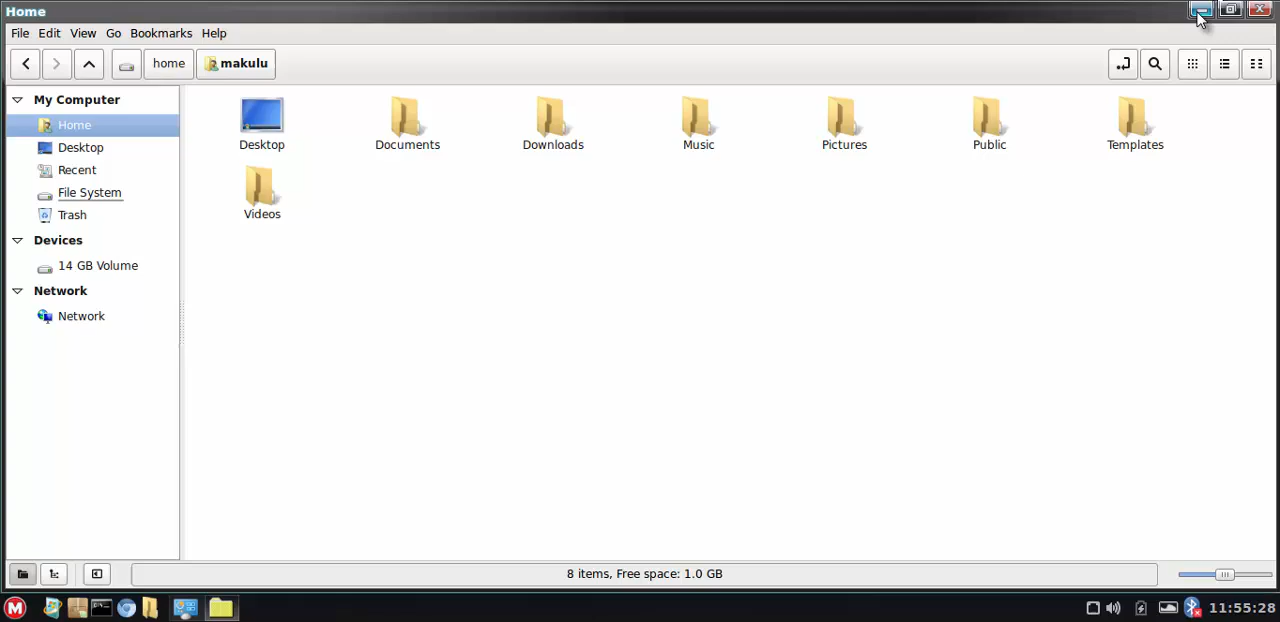 Home
File Edit View Go Bookmarks Help
home makulu
My Computer
Home
Desktop
Recent
File System
Trash
Devices
14 GB Volume
Network
Network
Desktop Documents Downloads Music Pictures Public Templates
Videos
8 items, Free space: 1.0 GB
M 11:55:28